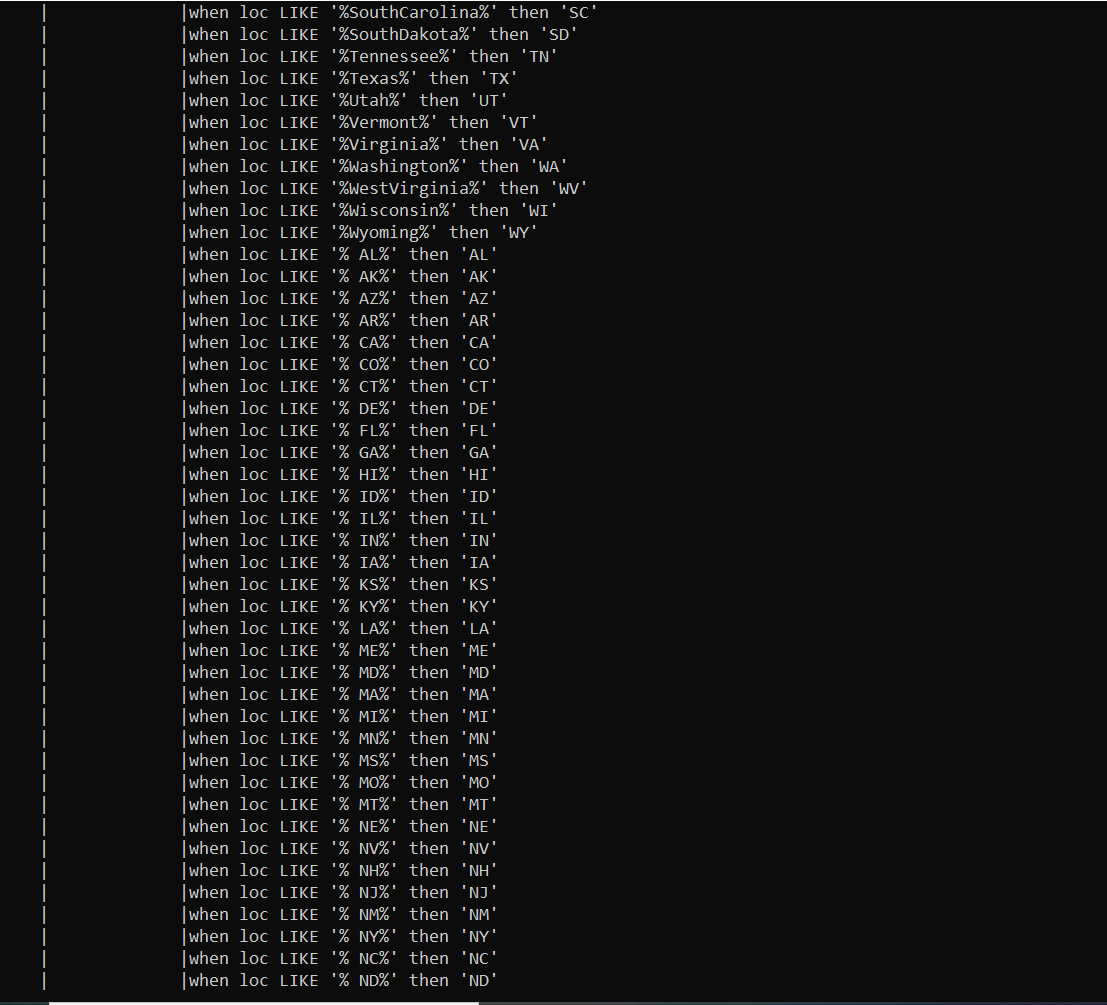 |when loc LIKE '%SouthCarolina%' then 'SC'
|when loc LIKE '%SouthDakota%' then 'SD'
|when loc LIKE '%Tennessee%' then 'TN'
|when loc LIKE '%Texas%' then 'TX'
|when loc LIKE '%Utah%' then 'UT'
|when loc LIKE '%Vermont%' then 'VT'
|when loc LIKE '%Virginia%' then 'VA'
|when loc LIKE '%Washington%' then 'WA'
|when loc LIKE '%WestVirginia%' then 'WV'
|when loc LIKE '%Wisconsin%' then 'WI'
|when loc LIKE '%Wyoming%' then 'WY'
|when loc LIKE '% AL%' then 'AL'
|when loc LIKE '% AK%' then 'AK'
|when loc LIKE '% AZ%' then 'AZ'
|when loc LIKE '% AR%' then 'AR'
|when loc LIKE '% CA%' then 'CA'
|when loc LIKE '% CO%' then 'CO'
|when loc LIKE '% CT%' then 'CT'
|when loc LIKE '% DE%' then 'DE'
|when loc LIKE '% FL%' then 'FL'
|when loc LIKE '% GA%' then 'GA'
|when loc LIKE '% HI%' then 'HI'
|when loc LIKE '% ID%' then 'ID'
|when loc LIKE '% IL%' then 'IL'
|when loc LIKE '% IN%' then 'IN'
|when loc LIKE '% IA%' then 'IA'
|when loc LIKE '% KS%' then 'KS'
|when loc LIKE '% KY%' then 'KY'
|when loc LIKE '% LA%' then 'LA'
|when loc LIKE '% ME%' then 'ME'
|when loc LIKE '% MD%' then 'MD'
|when loc LIKE '% MA%' then 'MA'
|when loc LIKE '% MI%' then 'MI'
|when loc LIKE '% MN%' then 'MN'
|when loc LIKE '% MS%' then 'MS'
|when loc LIKE '% MO%' then 'MO'
|when loc LIKE '% MT%' then 'MT'
|when loc LIKE '% NE%' then 'NE'
|when loc LIKE '% NV%' then 'NV'
|when loc LIKE '% NH%' then 'NH'
|when loc LIKE '% NJ%' then 'NJ'
|when loc LIKE '% NM%' then 'NM'
|when loc LIKE '% NY%' then 'NY'
|when loc LIKE '% NC%' then 'NC'
|when loc LIKE '% ND%' then 'ND'